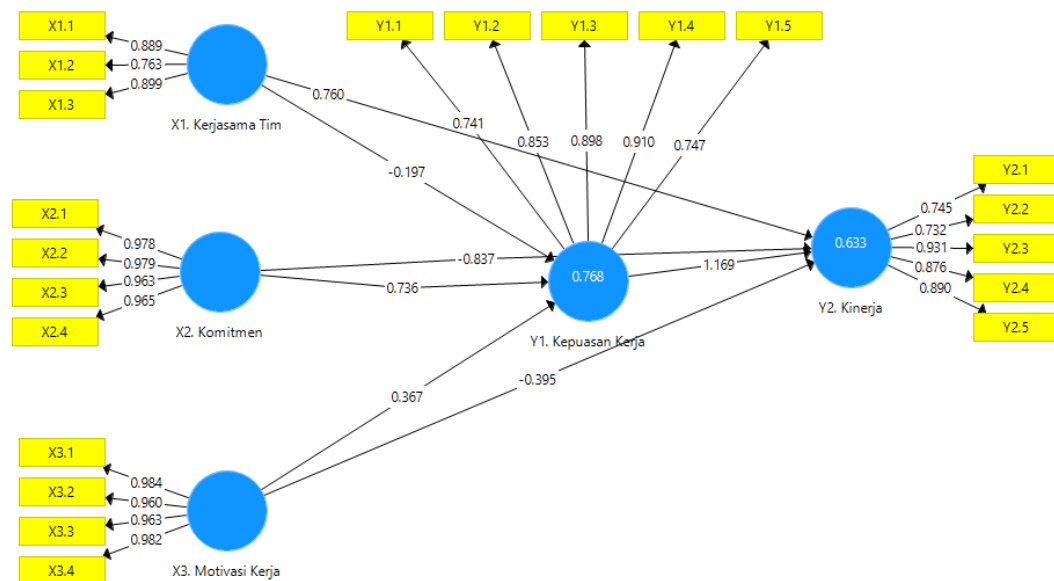 X1.1
X1.2
X1.3
0.889
0.763
0.899
X1. Kerjasama Tim
Y1.1
Y1.2
Y1.3
Y1.4
Y1.5
0.760
0.741
0.853
0.898
0.910
0.747
-0.197
X2.1
X2.2
X2.3
X2.4
0.978
0.979
0.963
0.965
X2. Komitmen
-0.837
0.736
0.768
Y1. Kepuasan Kerja
1.169
0.633
Y2. Kinerja
0.745
0.732
0.931
0.876
0.890
Y2.1
Y2.2
Y2.3
Y2.4
Y2.5
0.367
-0.395
X3.1
X3.2
X3.3
X3.4
0.984
0.960
0.963
0.982
X3. Motivasi Kerja